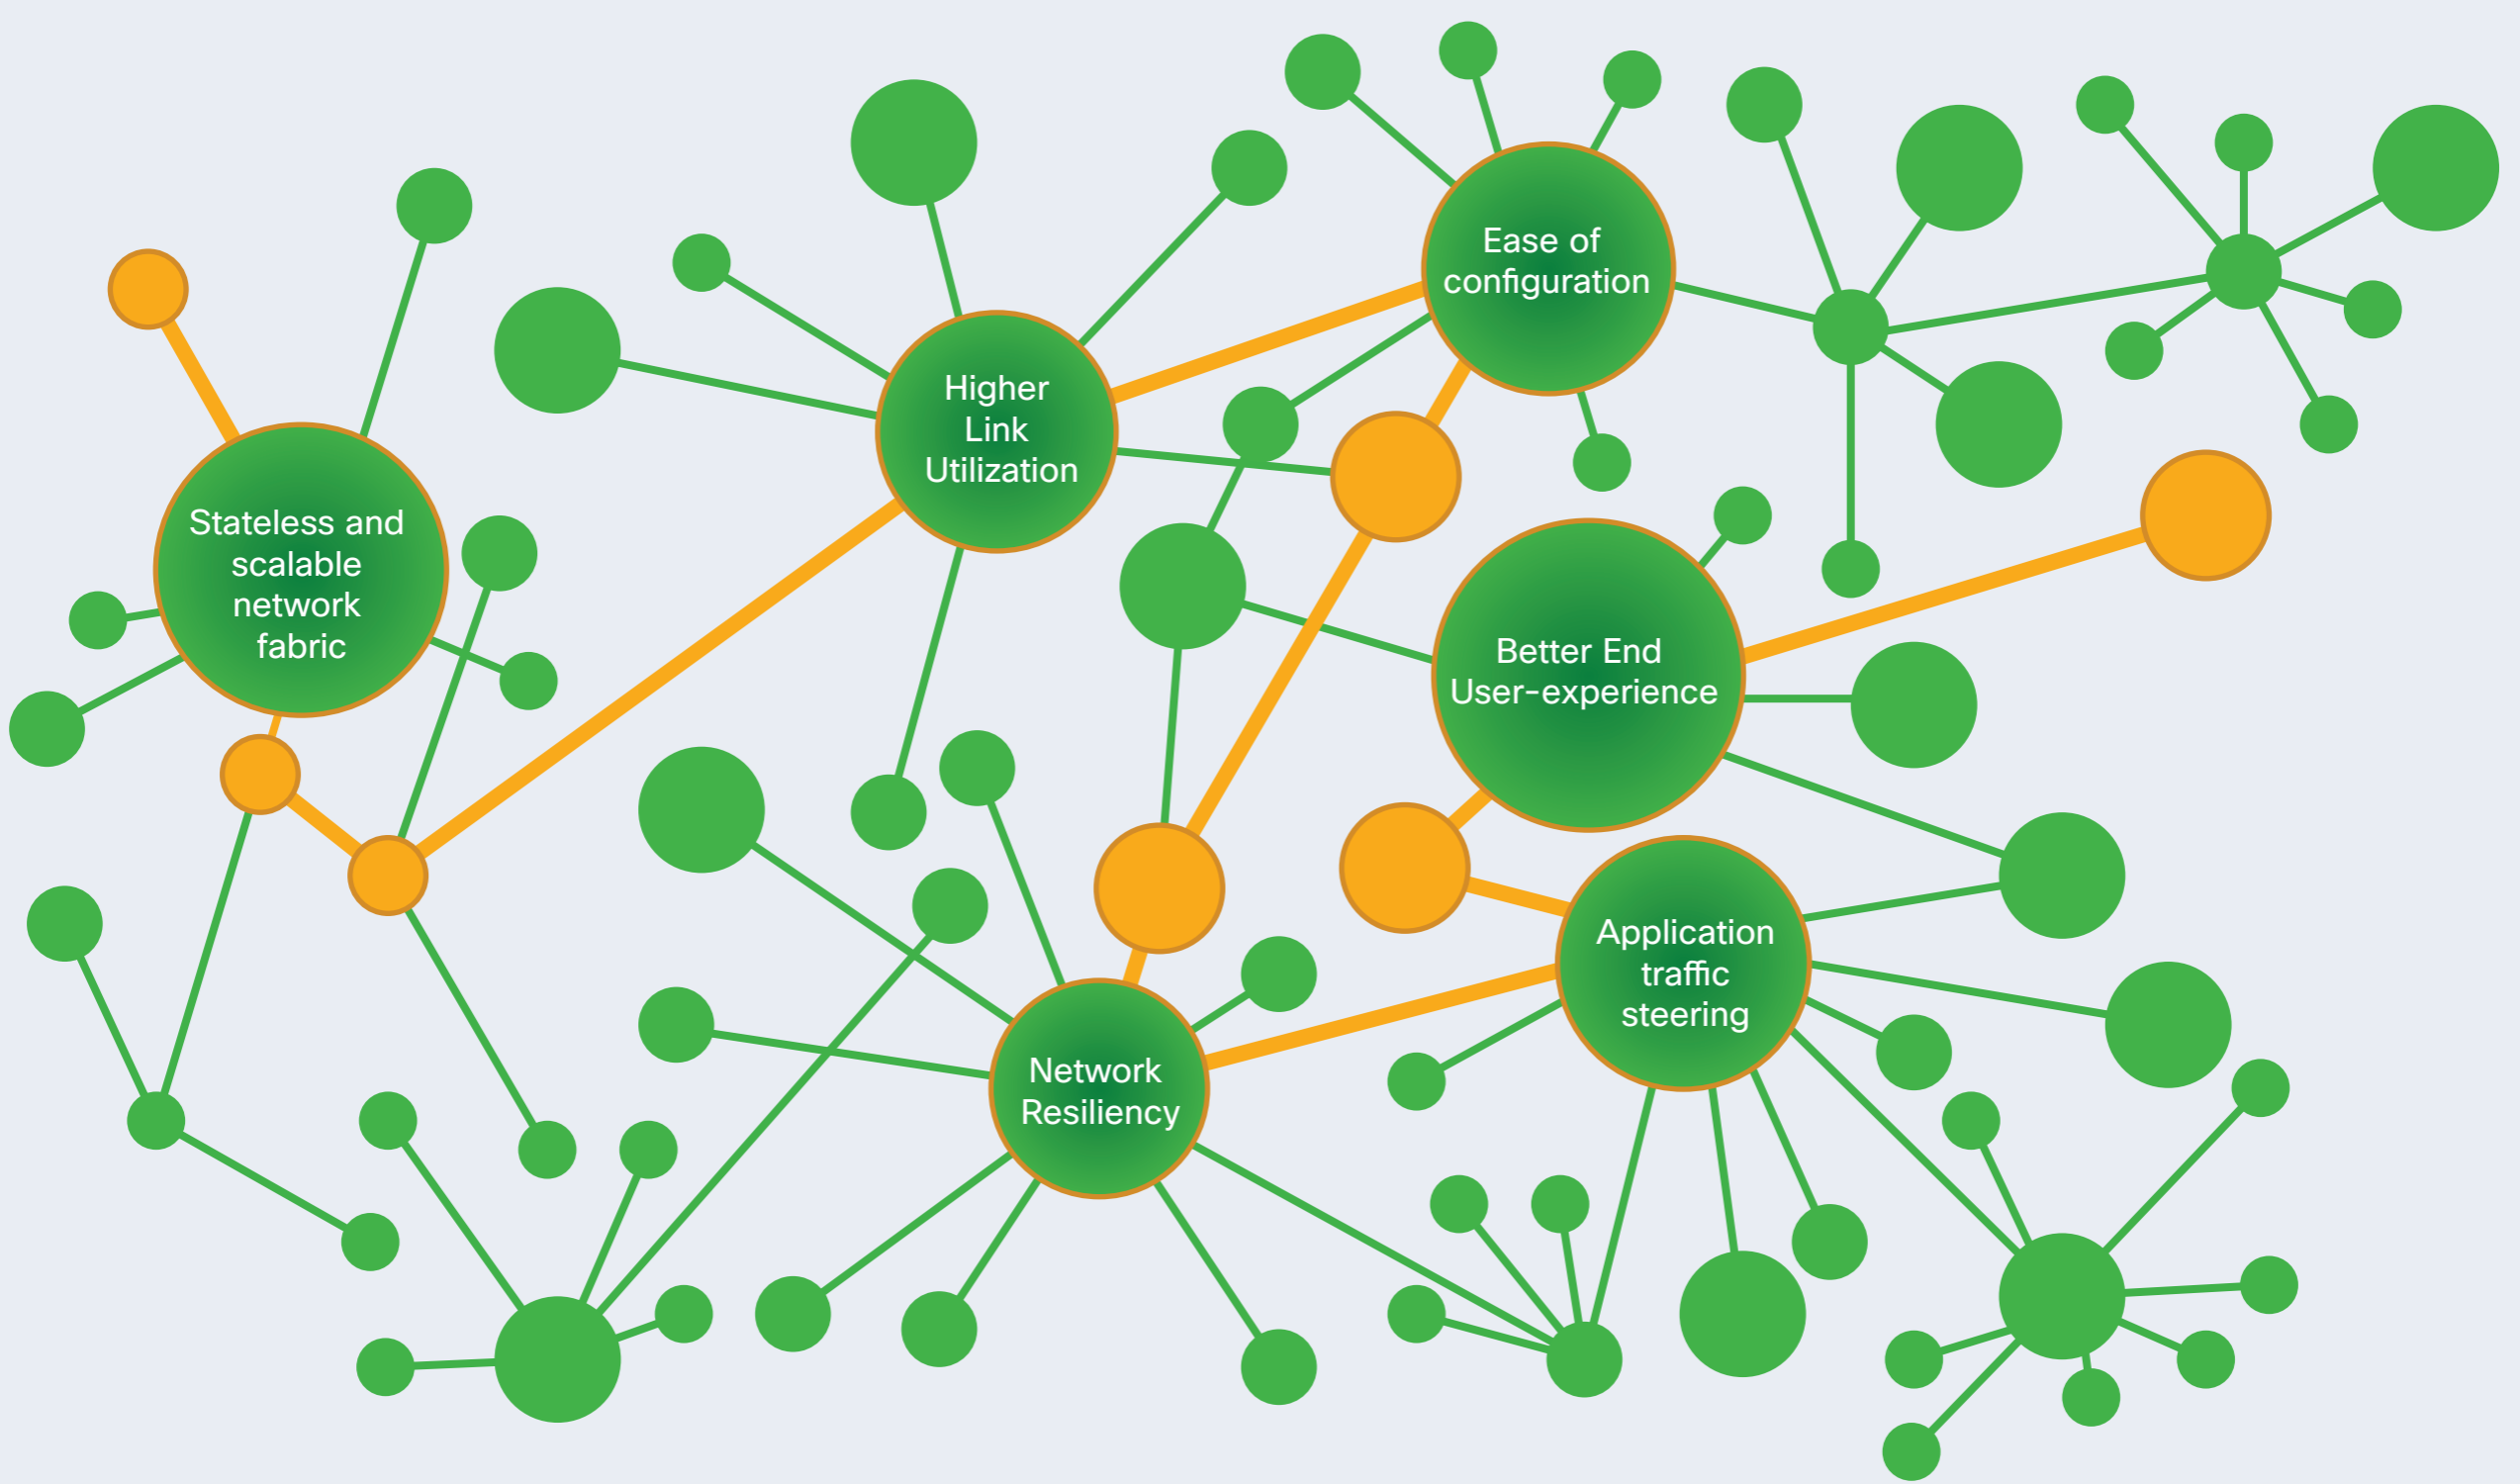 Ease of
configuration
Higher
Link
Utilization
Stateless and
scalable
network
fabric
Better End
User-experience
Application
traffic
steering
Network
Resiliency